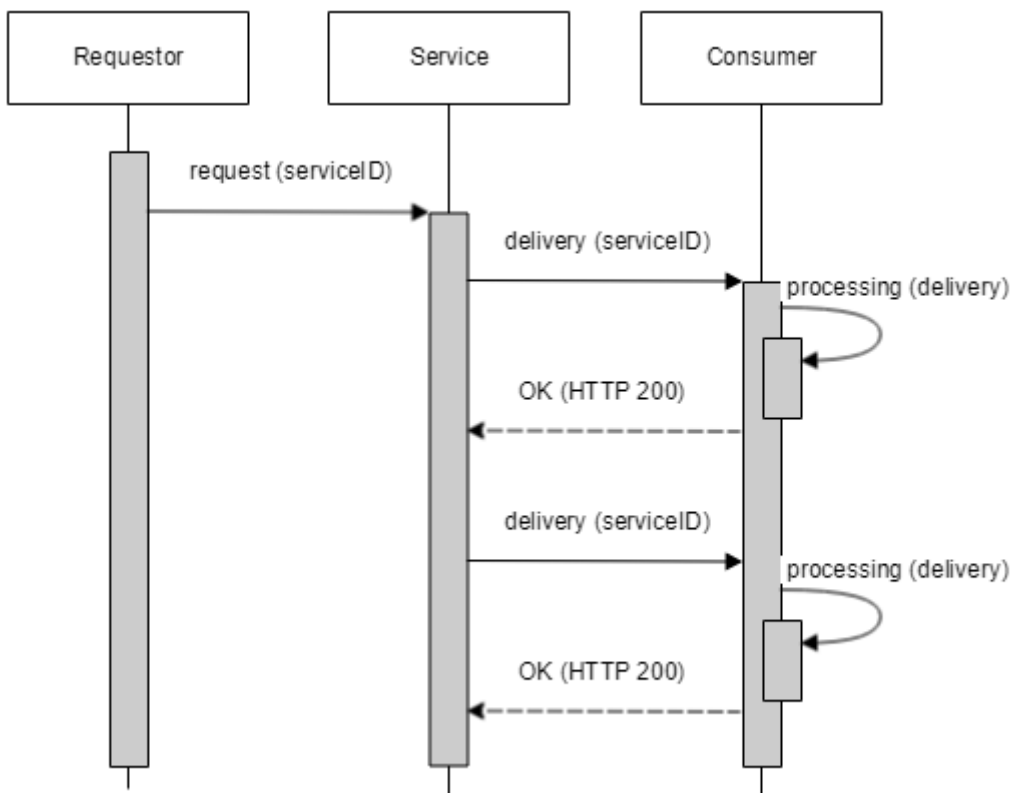 Requestor
Service
Consumer
request (serviceID)
delivery (serviceID)
processing (delivery)
OK (HTTP 200)
delivery (serviceID)
processing (delivery)
OK (HTTP 200)